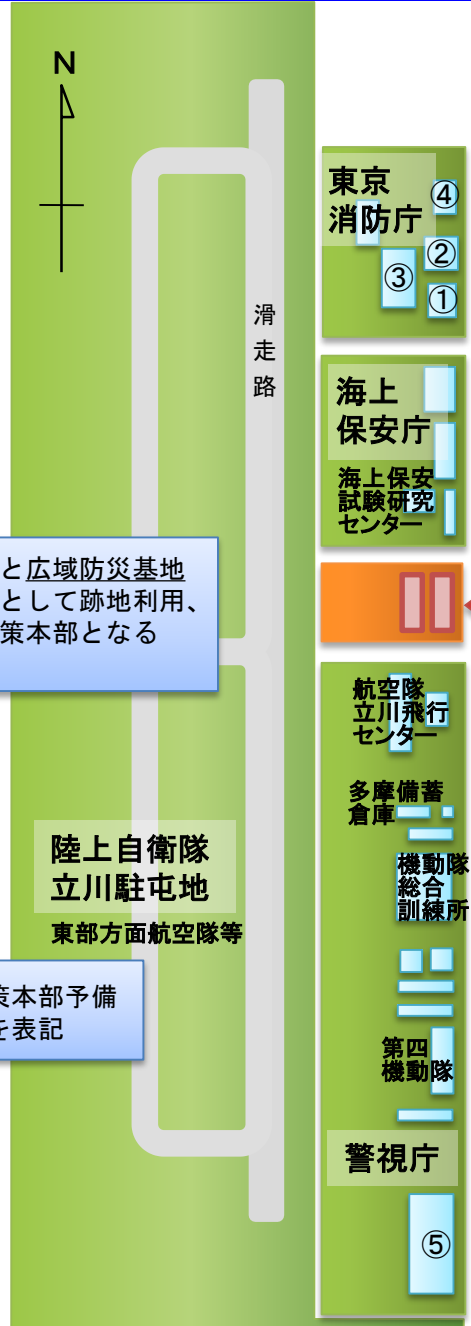 N
滑
走
路
東京
消防庁
④
②
③
①
海上
保安庁
海上保安
試験研究
センター
と広域防災基地
として跡地利用、
策本部となる
航空隊
立川飛行
センター
多摩備蓄
倉庫
機動隊
総合
訓練所
陸上自衛隊
立川駐屯地
東部方面航空隊等
策本部予備
を表記
第四
機動隊
警視庁
⑤